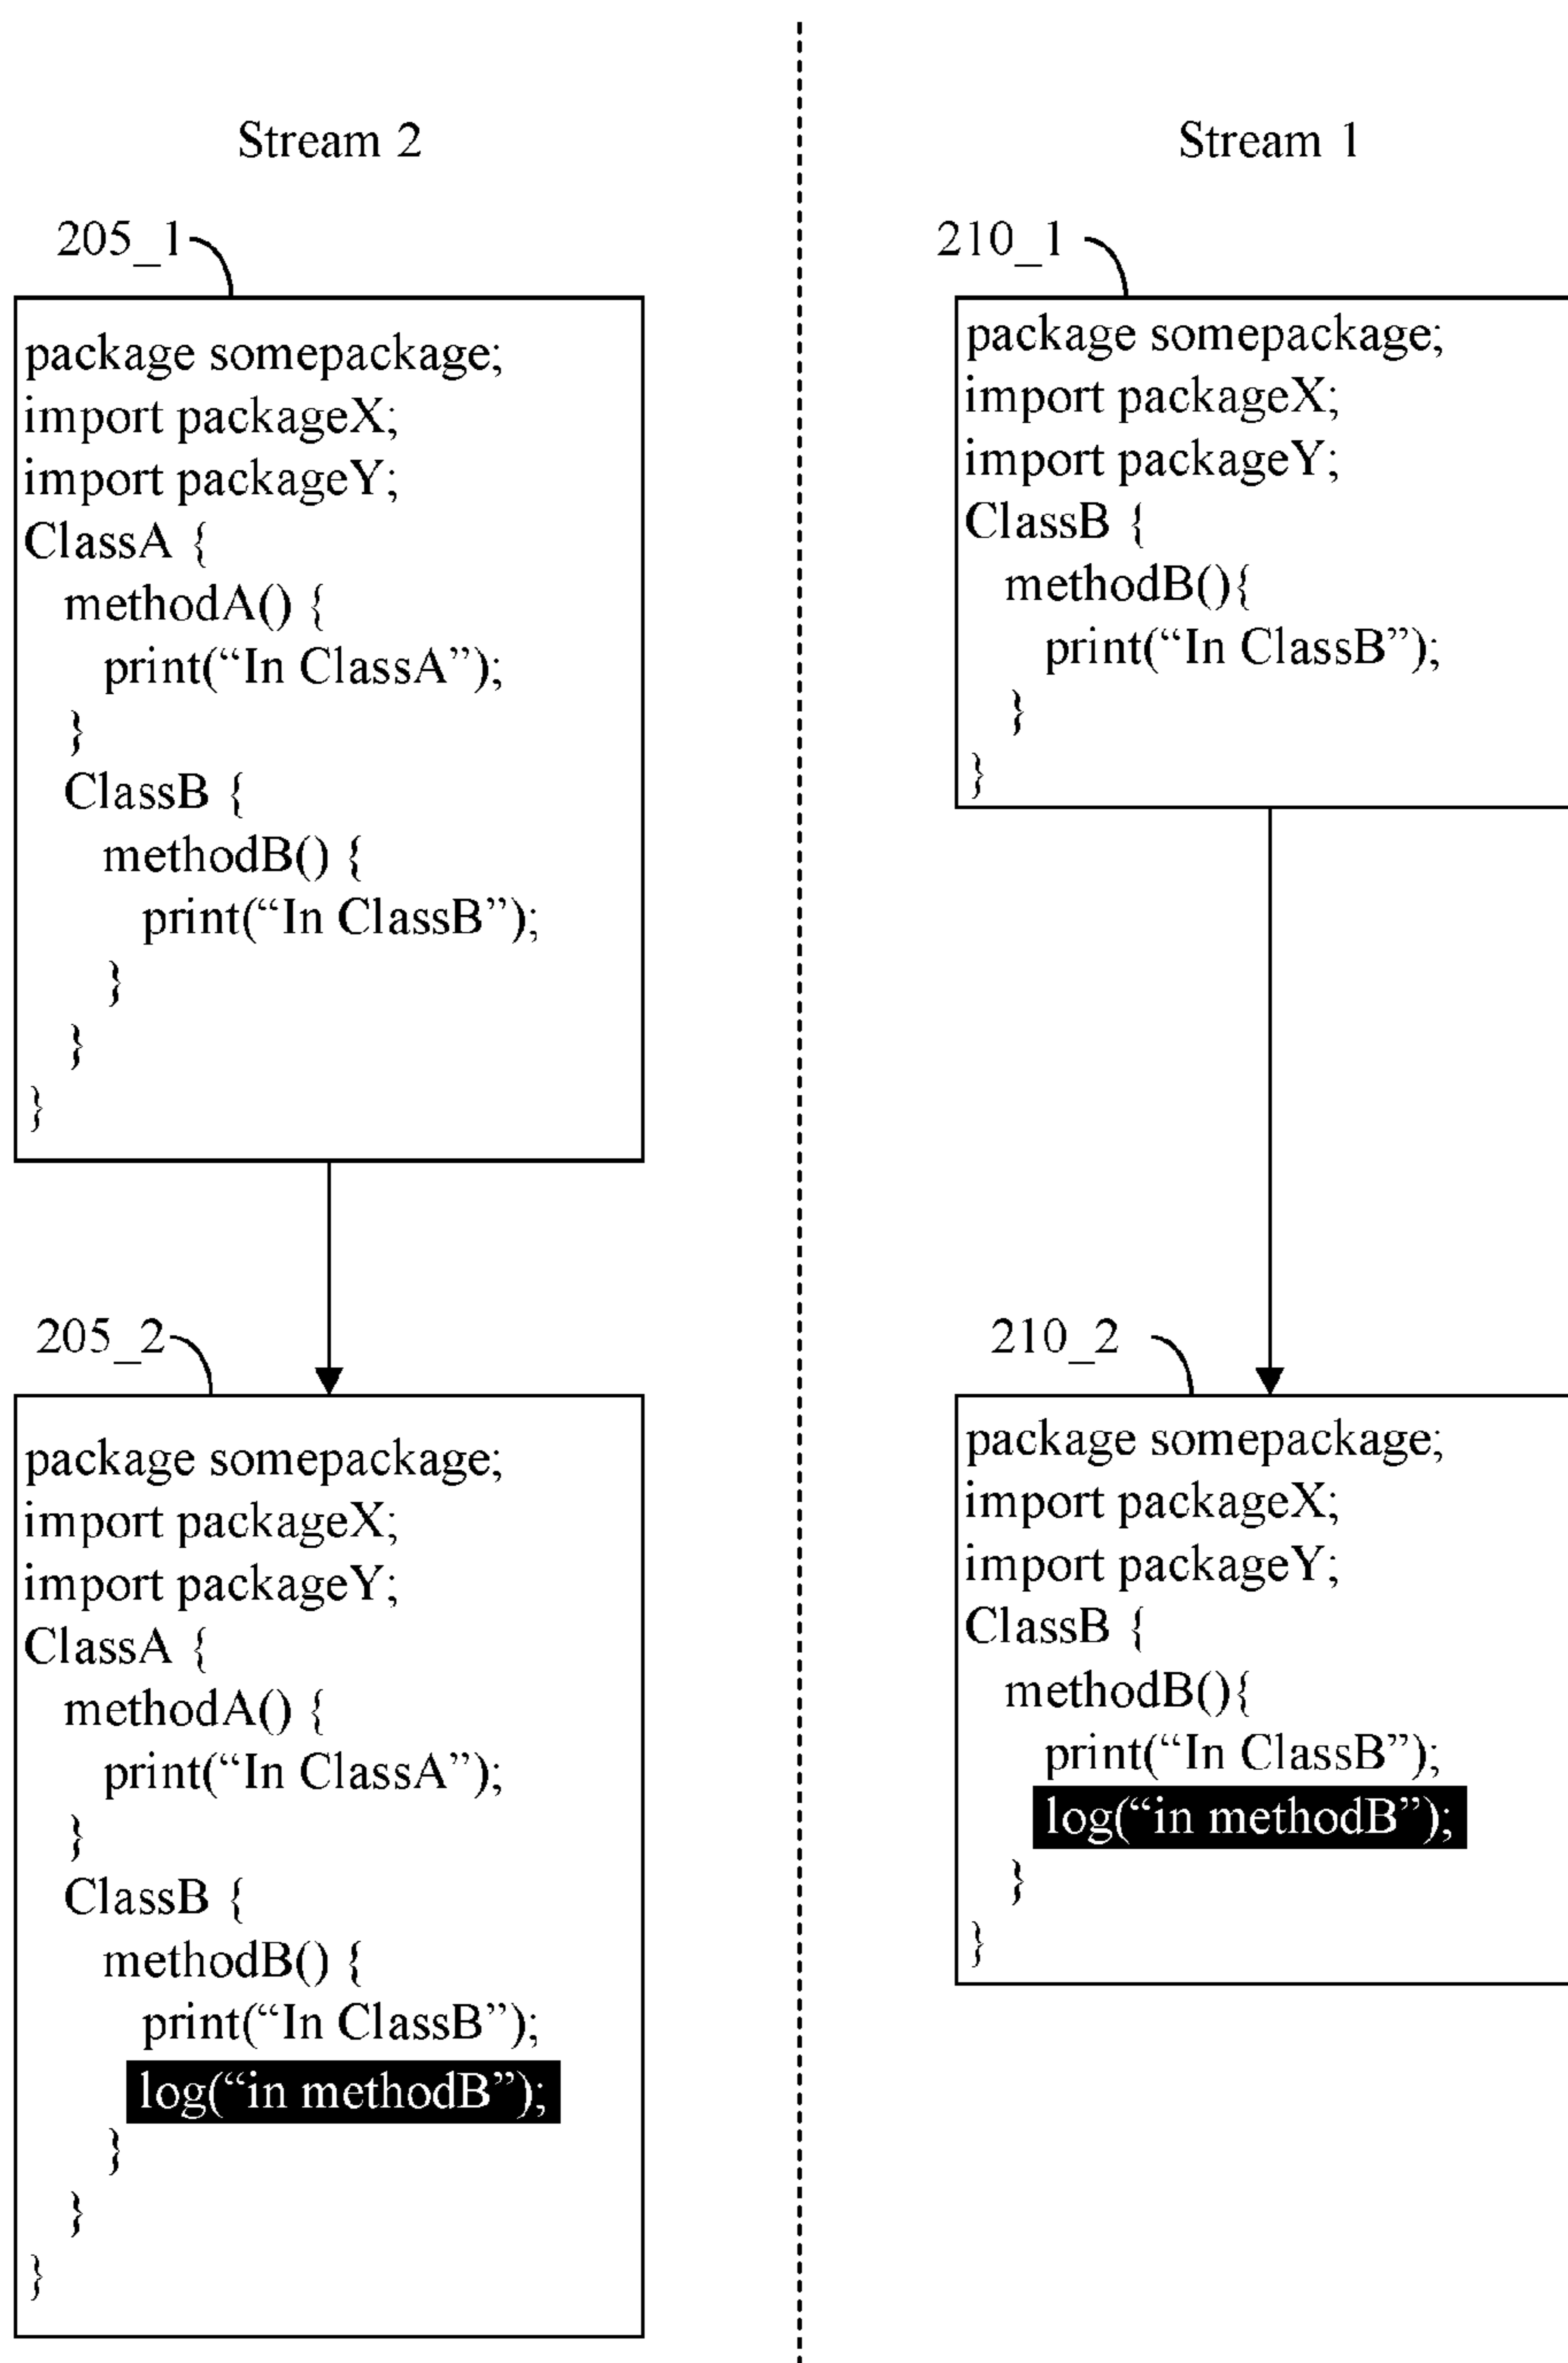 Stream 2
205_1
package somepackage;
import packageX;
import packageY;
ClassA {
methodA() {
print(“In ClassA”);
}
ClassB {
methodB() {
print(“In ClassB”);
}
}
}
205_2
package somepackage;
import packageX;
import packageY;
ClassA {
methodA() {
print(“In ClassA”);
}
ClassB {
methodB() {
print(“In ClassB”);
log(“in methodB”);
}
}
}
Stream 1
210_1
package somepackage;
import packageX;
import packageY;
ClassB {
methodB(){
print(“In ClassB”);
}
}
210_2
package somepackage;
import packageX;
import packageY;
ClassB {
methodB(){
print(“In ClassB”);
log(“in methodB”);
}
}